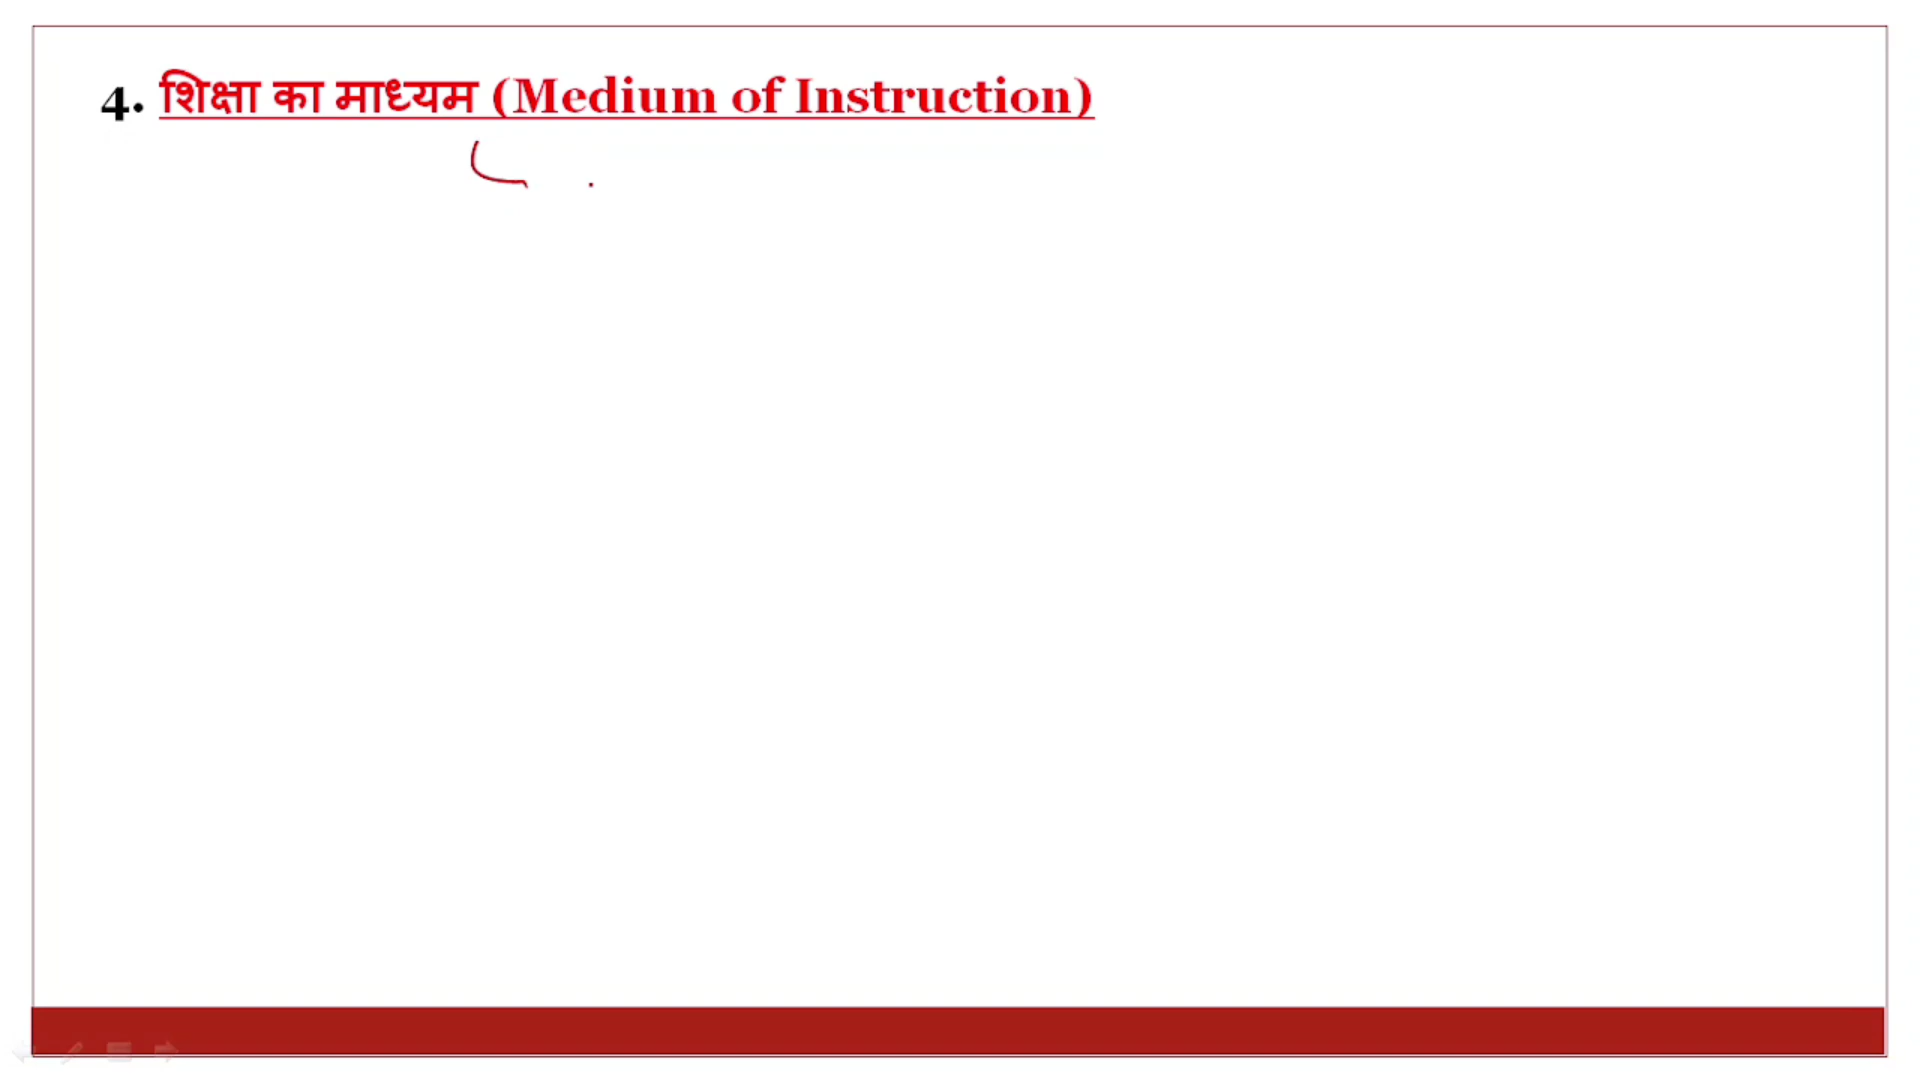 4. शिक्षा का माध्यम (Medium of Instruction)